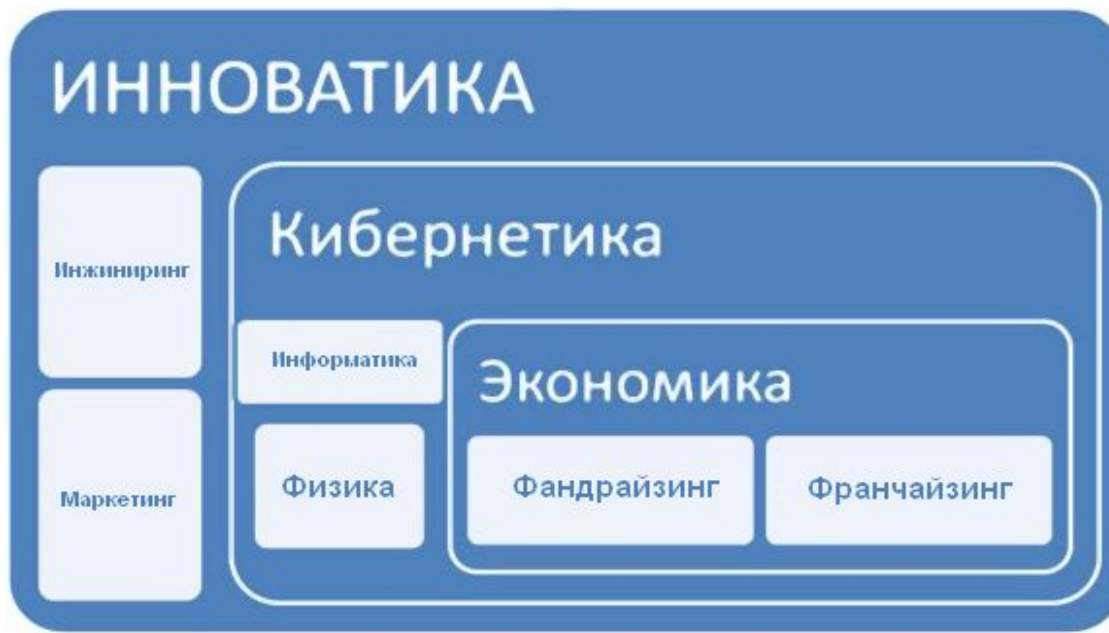 ИННОВАТИКА
Инжиниринг
Маркетинг
Кибернетика
Информатика
Физика
Экономика
Фандрайзинг
Франчайзинг